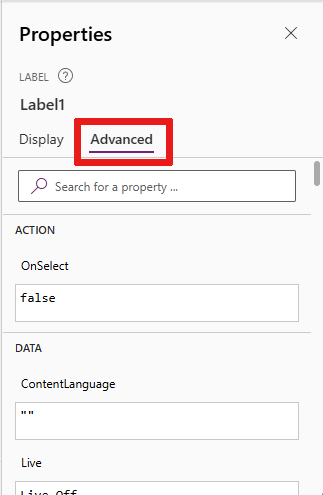 Properties
LABEL
Label1
Display Advanced
Search for a property ...
ACTION
OnSelect
false
DATA
ContentLanguage
""
Live
Live.Off